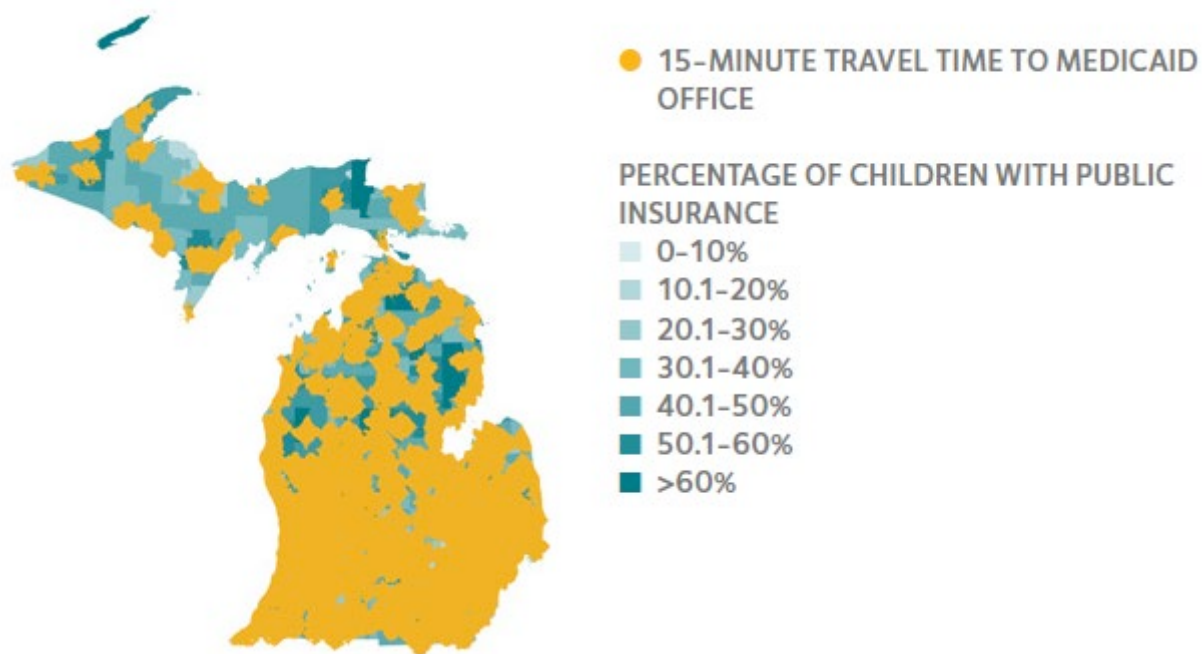 15-MINUTE TRAVEL TIME TO MEDICAID
OFFICE
PERCENTAGE OF CHILDREN WITH PUBLIC
INSURANCE
0-10%
10.1-20%
20.1-30%
30.1-40%
40.1-50%
50.1-60%
>60%